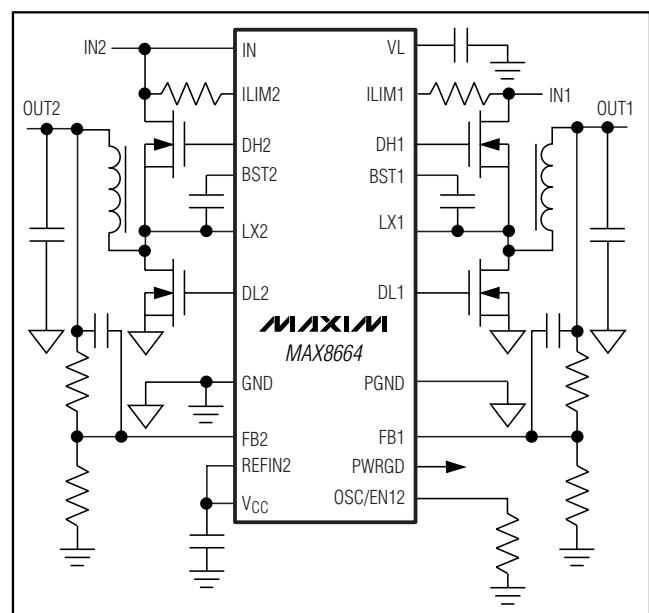 IN2
IN
VL
ILIM2
ILIM1
IN1
OUT2
OUT1
DH2
DH1
BST2
BST1
LX2
LX1
DL2
DL1
MAXIM
MAX8664
GND
PGND
FB2
FB1
REFIN2
PWRGD
VCC
OSC/EN12